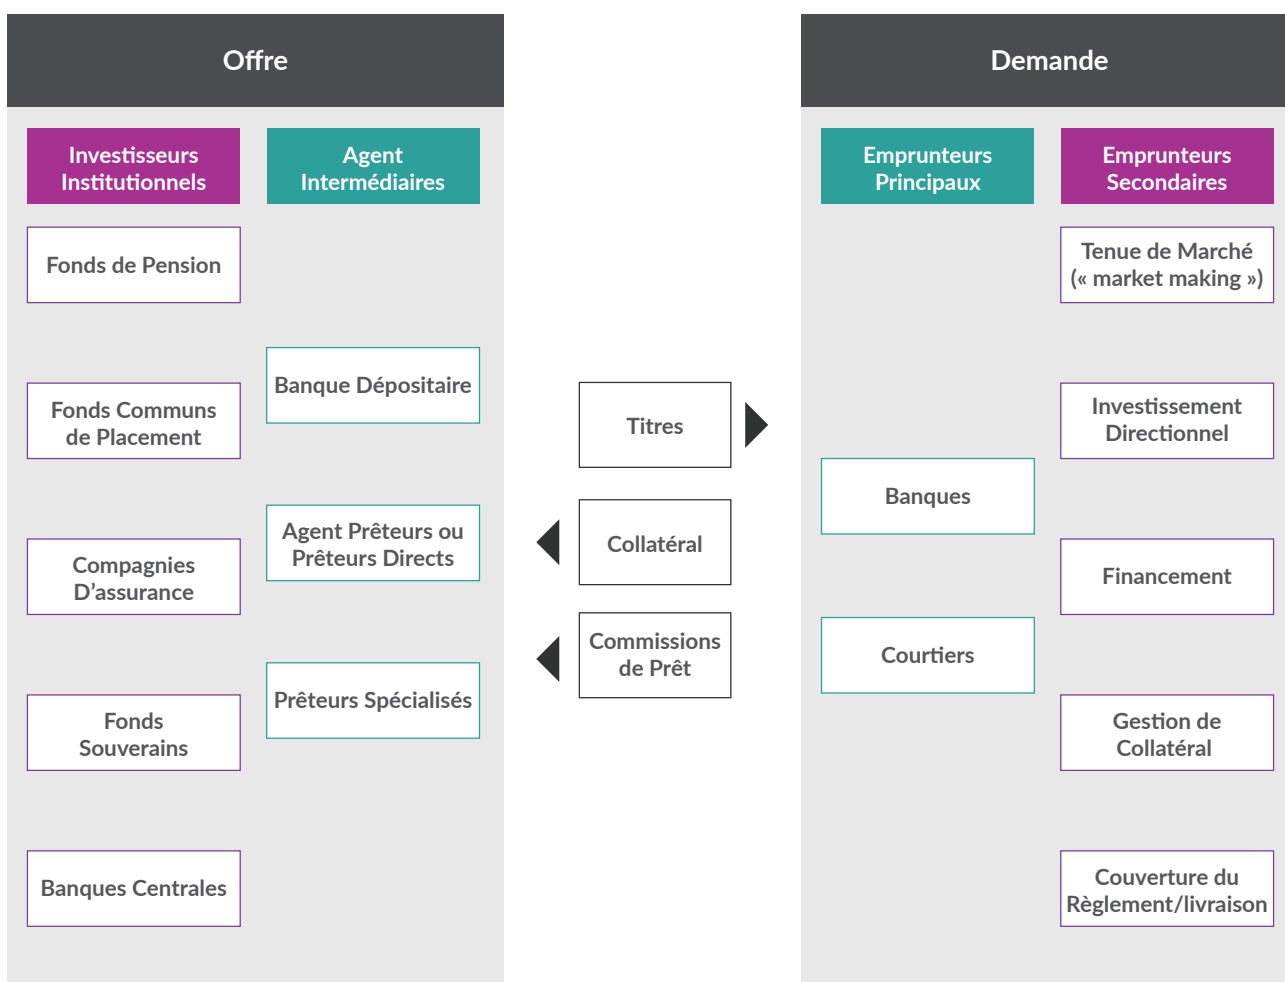 Offre
Investisseurs
Institutionnels
Agent
Intermédiaires
Fonds de Pension
Fonds Communs
de Placement
Compagnies
D’assurance
Fonds
Souverains
Banques Centrales
Banque Dépositaire
Agent Prêteurs ou
Prêteurs Directs
Prêteurs Spécialisés
Titres
Collatéral
Commissions
de Prêt
Demande
Emprunteurs
Principaux
Emprunteurs
Secondaires
Banques
Courtiers
Tenue de Marché
(« market making »)
Investissement
Directionnel
Financement
Gestion de
Collatéral
Couverture du
Règlement/livraison